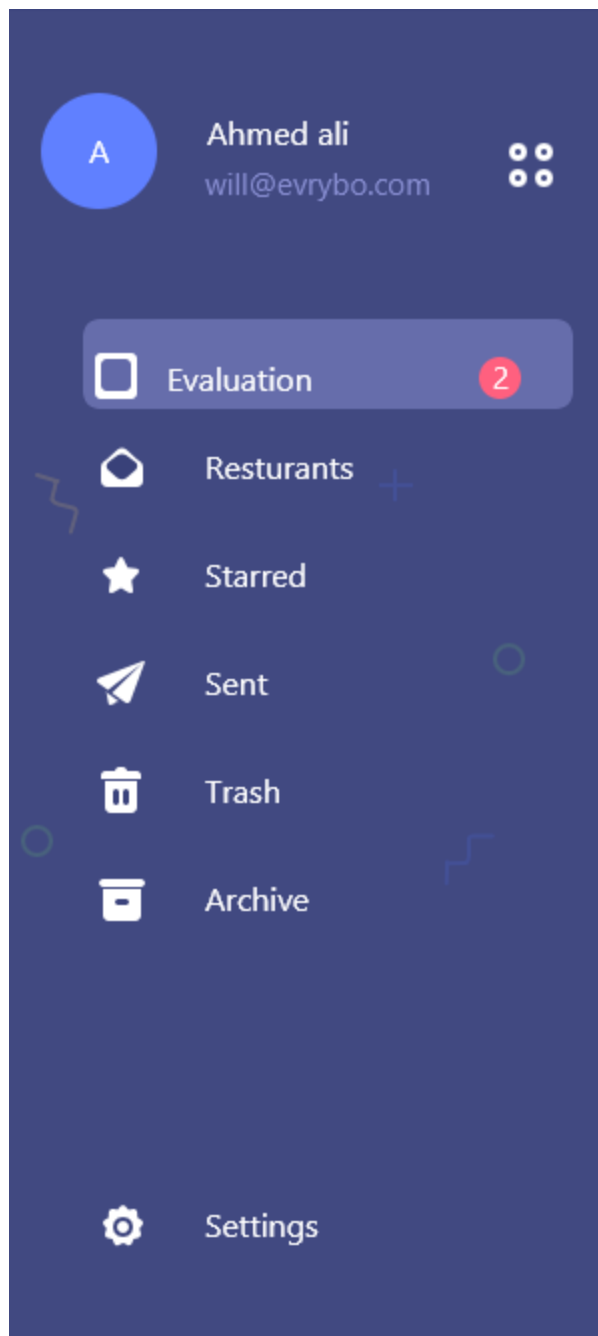 A
Ahmed ali
will@evrybo.com
Evaluation 2
Resturants
Starred
Sent
Trash
Archive
Settings